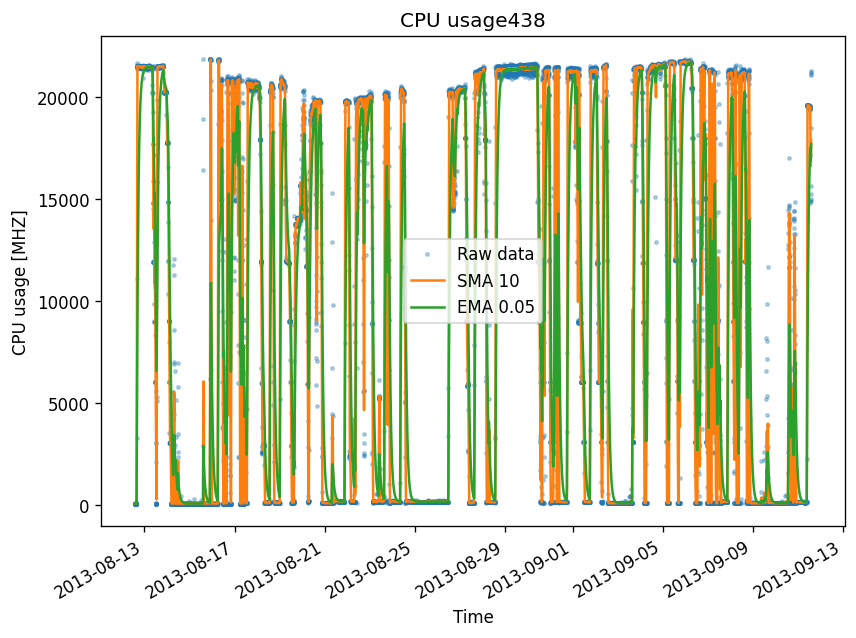 CPU usage438
CPU usage [MHZ]
20000
15000
10000
5000
0
Raw data
SMA 10
EMA 0.05
2013-08-13
2013-08-17
2013-08-21
2013-08-25
2013-08-29
2013-09-01
2013-09-05
2013-09-09
2013-09-13
Time